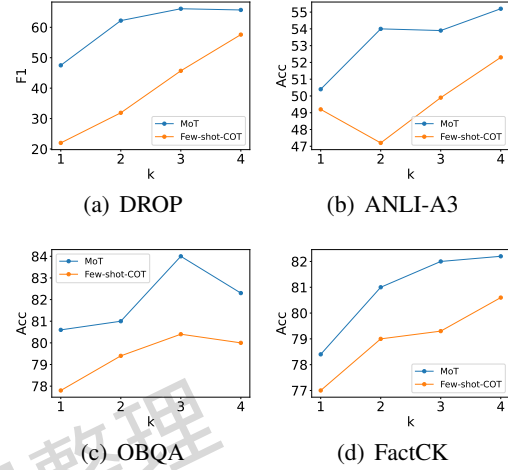 60
50
40
30
20
F1
MoT
Few-shot-COT
1 2 3 4
k
(a) DROP
55
54
53
52
51
50
49
48
47
Acc
MoT
Few-shot-COT
1 2 3 4
k
(b) ANLI-A3
84
83
82
81
80
79
78
Acc
MoT
Few-shot-COT
1 2 3 4
k
(c) OBQA
82
81
80
79
78
77
Acc
MoT
Few-shot-COT
1 2 3 4
k
(d) FactCK
整理